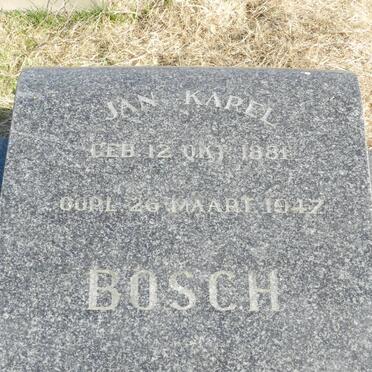 JAN KAREL
GEB 12 OKT 1881
OORL 26 MAART 1947
BOSCH